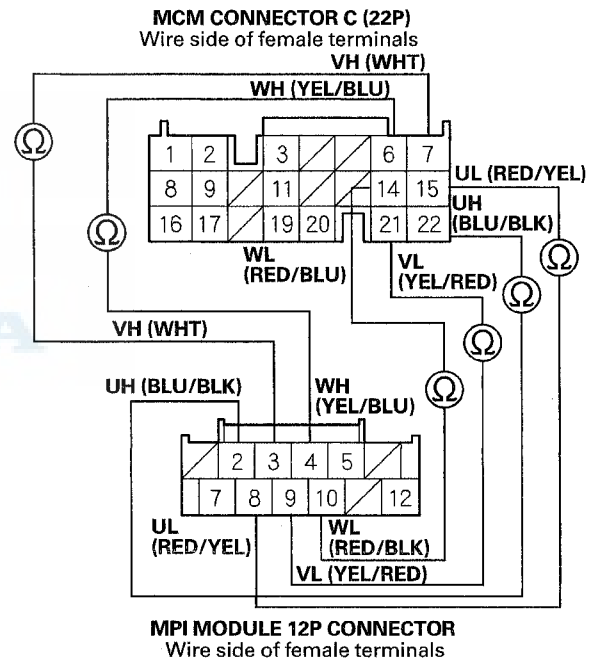 MCM CONNECTOR C (22P)
Wire side of female terminals
VH (WHT)
WH (YEL/BLU)
Ω
1 2 3 6 7
UL (RED/YEL)
8 9 11 14 15
UH
(BLU/BLK)
16 17 19 20 21 22
Ω
Ω
WL
(RED/BLU)
VL
(YEL/RED)
Ω
VH (WHT)
Ω
UH (BLU/BLK)
WH
(YEL/BLU)
Ω
2 3 4 5
7 8 9 10 12
UL
(RED/YEL)
WL
(RED/BLK)
VL (YEL/RED)
MPI MODULE 12P CONNECTOR
Wire side of female terminals